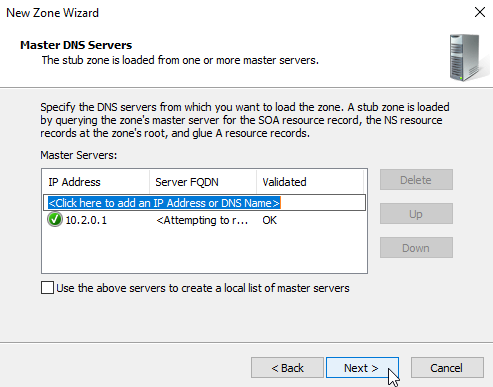 New Zone Wizard
Master DNS Servers
The stub zone is loaded from one or more master servers.
Specify the DNS servers from which you want to load the zone. A stub zone is loaded
by querying the zone's master server for the SOA resource record, the NS resource
records at the zone's root, and glue A resource records.
Master Servers:
IP Address Server FQDN Validated
<Click here to add an IP Address or DNS Name>
10.2.0.1 <Attempting to r... OK
Delete
Up
Down
Use the above servers to create a local list of master servers
< Back Next > Cancel